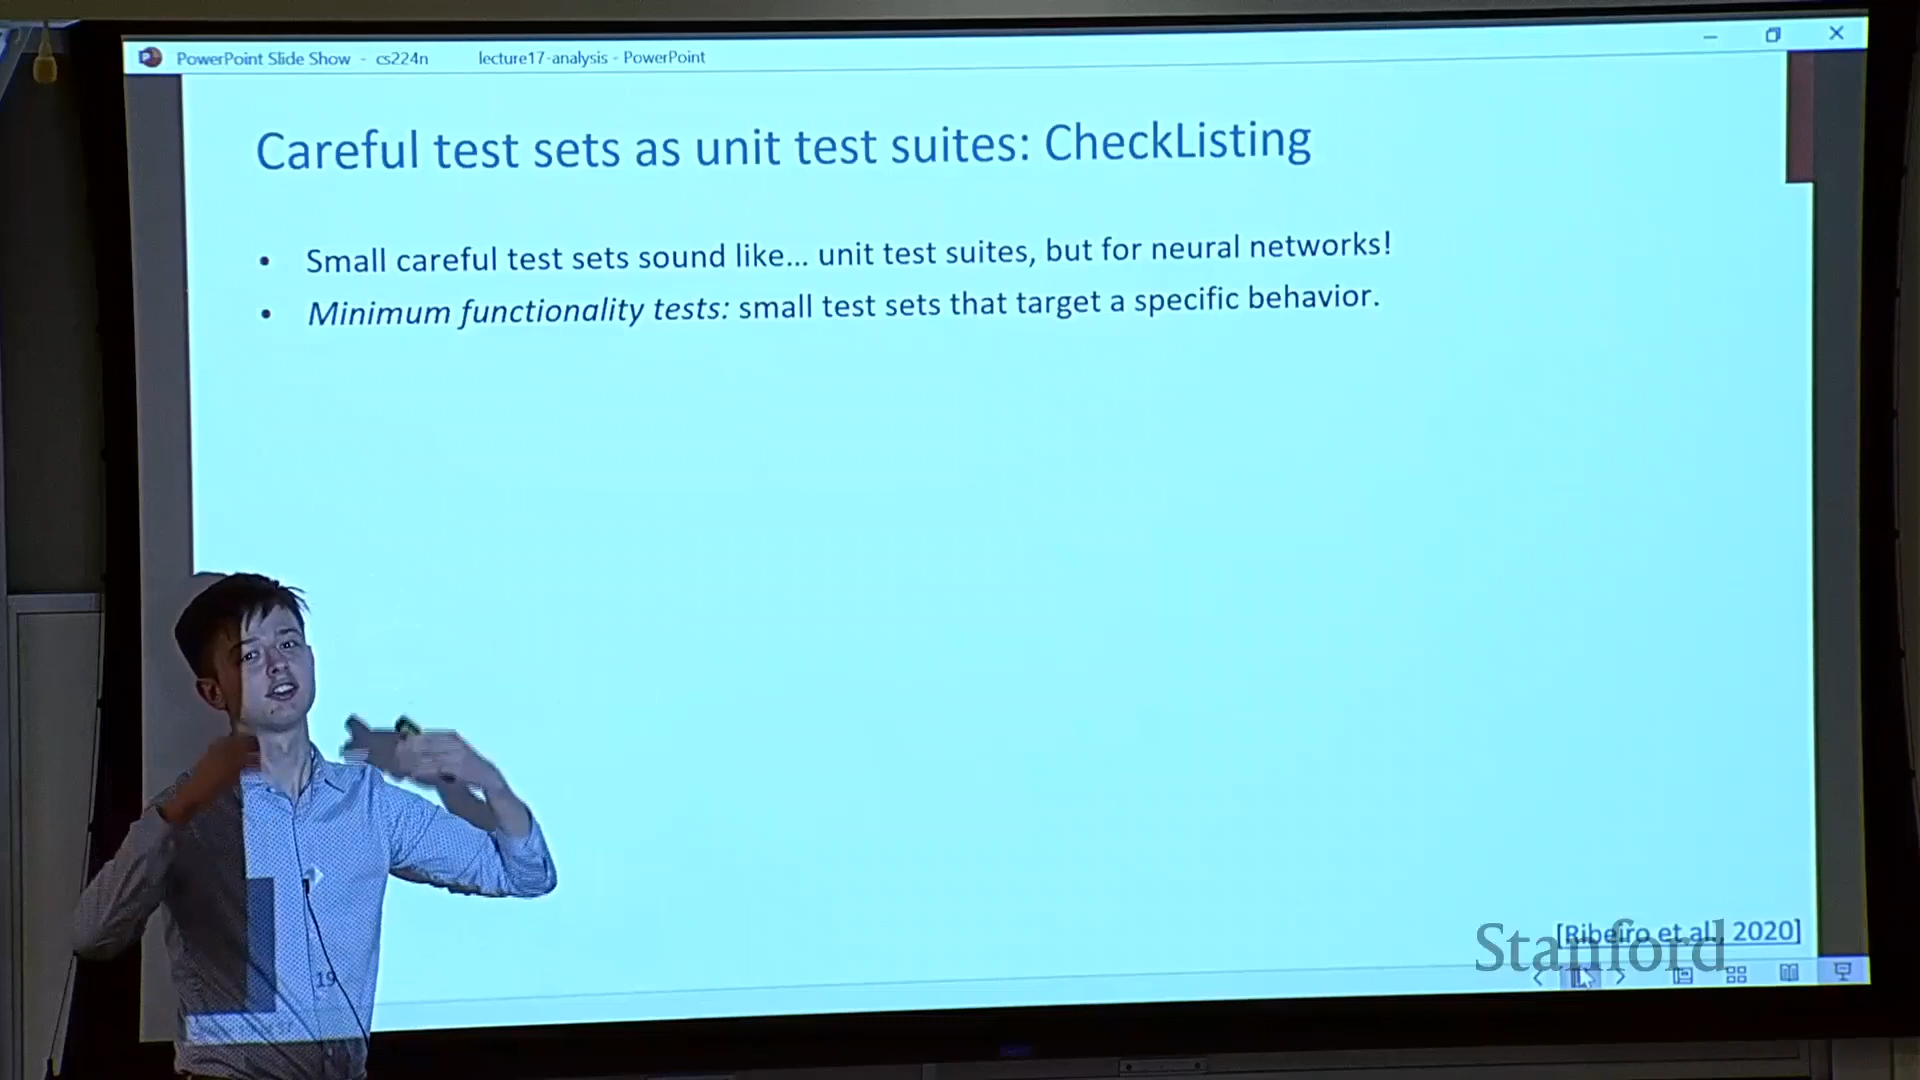 PowerPoint Slide Show - cs224n lecture17-analysis - PowerPoint
Careful test sets as unit test suites: CheckListing
• Small careful test sets sound like... unit test suites, but for neural networks!
• Minimum functionality tests: small test sets that target a specific behavior.
[Ribeiro et al., 2020]
Stanford
19